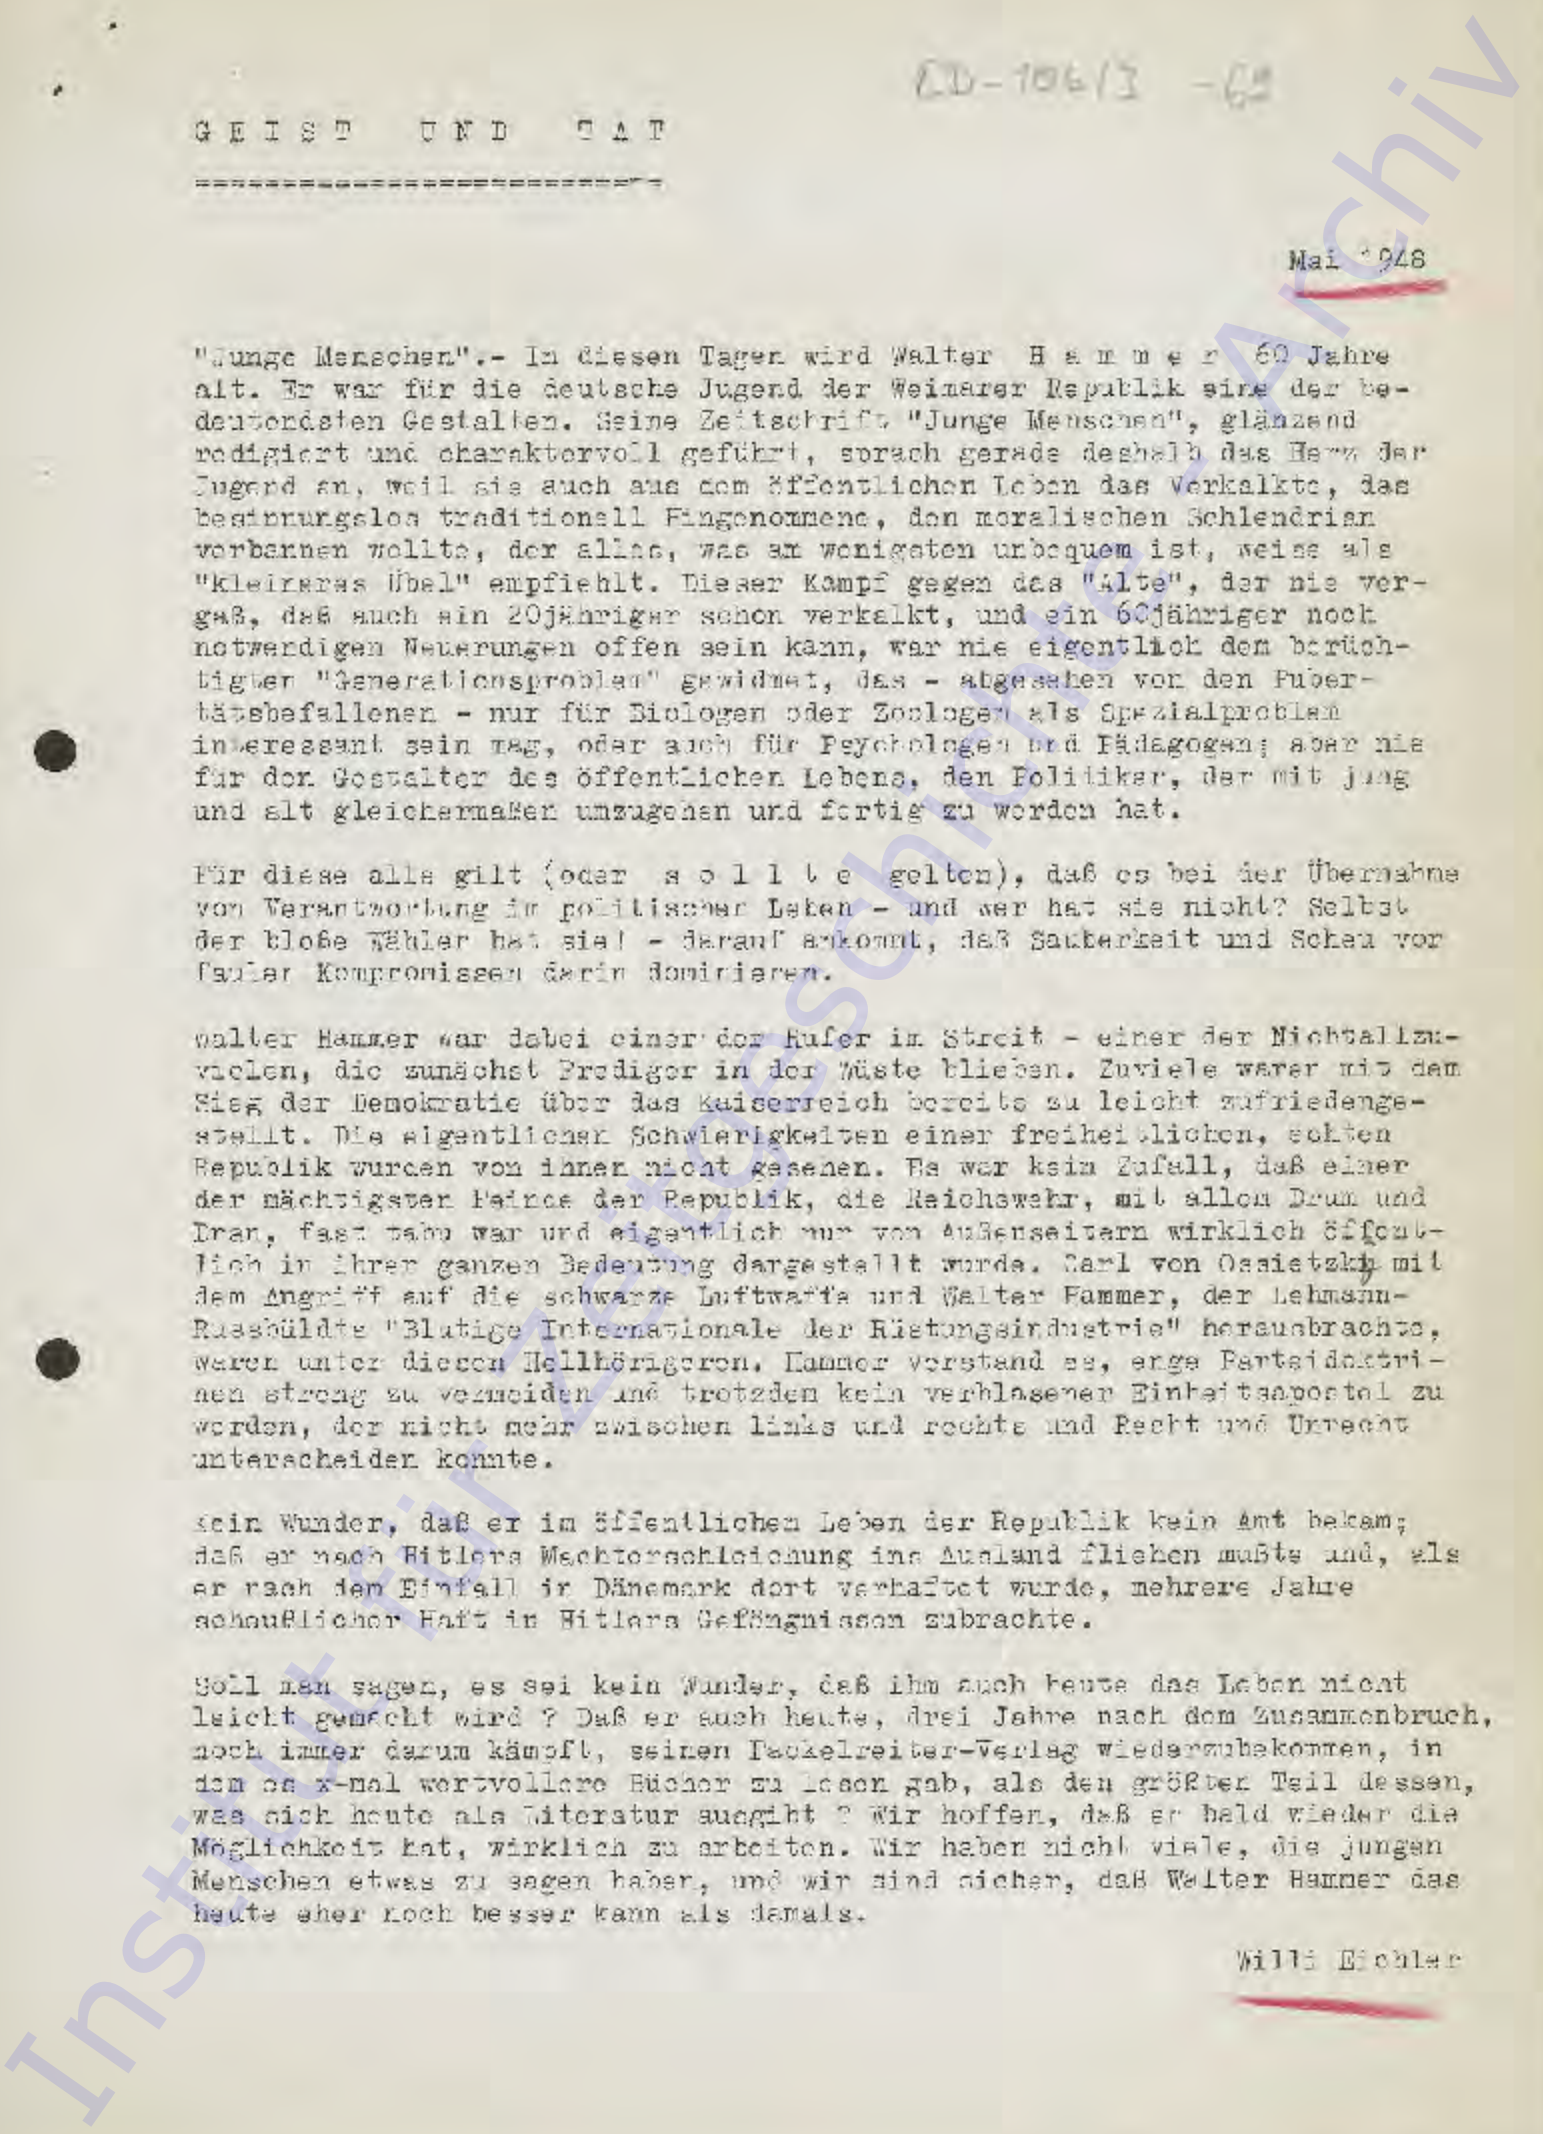 ED-106/3 -69
GEIST UND TAT
===========================
Mai 1948
"Junge Menschen".- In diesen Tagen wird Walter H a m m e r 60 Jahre
alt. Er war für die deutsche Jugend der Weimarer Republik eine der be-
deutendsten Gestalten. Seine Zeitschrift "Junge Menschen", glänzend
redigiert und charaktervoll geführt, sprach gerade deshalb das Herz der
Jugend an, weil sie auch aus dem öffentlichen Leben das Verkalkte, das
besinnungslos traditionell Eingenommene, den moralischen Schlendrian
verbannen wollte, der alles, was am wenigsten unbequem ist, weise als
"kleineres Übel" empfiehlt. Dieser Kampf gegen das "Alte", der nie ver-
gaß, daß auch ein 20jähriger schon verkalkt, und ein 60jähriger noch
notwendigen Neuerungen offen sein kann, war nie eigentlich dem berüch-
tigten "Generationsproblem" gewidmet, das - abgesehen von den Puber-
tätsbefallenen - nur für Biologen oder Zoologen als Spezialproblem
interessant sein mag, oder auch für Psychologen und Pädagogen; aber nie
für den Gestalter des öffentlichen Lebens, den Politiker, der mit jung
und alt gleichermaßen umzugehen und fertig zu werden hat.
Für diese alle gilt (oder s o l l t e gelten), daß es bei der Übernahme
von Verantwortung im politischen Leben - und wer hat sie nicht? Selbst
der bloße Wähler hat sie! - darauf ankommt, daß Sauberkeit und Scheu vor
faulen Kompromissen darin dominieren.
Walter Hammer war dabei einer der Rufer im Streit - einer der Nichtallzu-
vielen, die zunächst Prediger in der Wüste blieben. Zuviele waren mit dem
Sieg der Demokratie über das Kaiserreich bereits zu leicht zufriedenge-
stellt. Die eigentlichen Schwierigkeiten einer freiheitlichen, echten
Republik wurden von ihnen nicht gesehen. Es war kein Zufall, daß einer
der mächtigsten Feinde der Republik, die Reichswehr, mit allem Drum und
Dran, fast tabu war und eigentlich nur von Außenseitern wirklich öffent-
lich in ihrer ganzen Bedeutung dargestellt wurde. Carl von Ossietzky mit
dem Angriff auf die schwarze Luftwaffe und Walter Hammer, der Lehmann-
Russbüldts "Blutige Internationale der Rüstungsindustrie" herausbrachte,
waren unter diesen Hellhörigeren. Hammer verstand es, enge Parteidoktri-
nen streng zu vermeiden und trotzdem kein verblasener Einheitsapostel zu
werden, der nicht mehr zwischen links und rechts und Recht und Unrecht
unterscheiden konnte.
Kein Wunder, daß er im öffentlichen Leben der Republik kein Amt bekam;
daß er nach Hitlers Machterschleichung ins Ausland fliehen mußte und, als
er nach dem Einfall in Dänemark dort verhaftet wurde, mehrere Jahre
scheußlicher Haft in Hitlers Gefängnissen zubrachte.
Soll man sagen, es sei kein Wunder, daß ihm auch heute das Leben nicht
leicht gemacht wird ? Daß er auch heute, drei Jahre nach dem Zusammenbruch,
noch immer darum kämpft, seinen Fackelreiter-Verlag wiederzubekommen, in
dem es x-mal wertvollere Bücher zu lesen gab, als den größten Teil dessen,
was sich heute als Literatur ausgibt ? Wir hoffen, daß er bald wieder die
Möglichkeit hat, wirklich zu arbeiten. Wir haben nicht viele, die jungen
Menschen etwas zu sagen haben, und wir sind sicher, daß Walter Hammer das
heute eher noch besser kann als damals.
Willi Eichler
Institut für Zeitgeschichte - Archiv